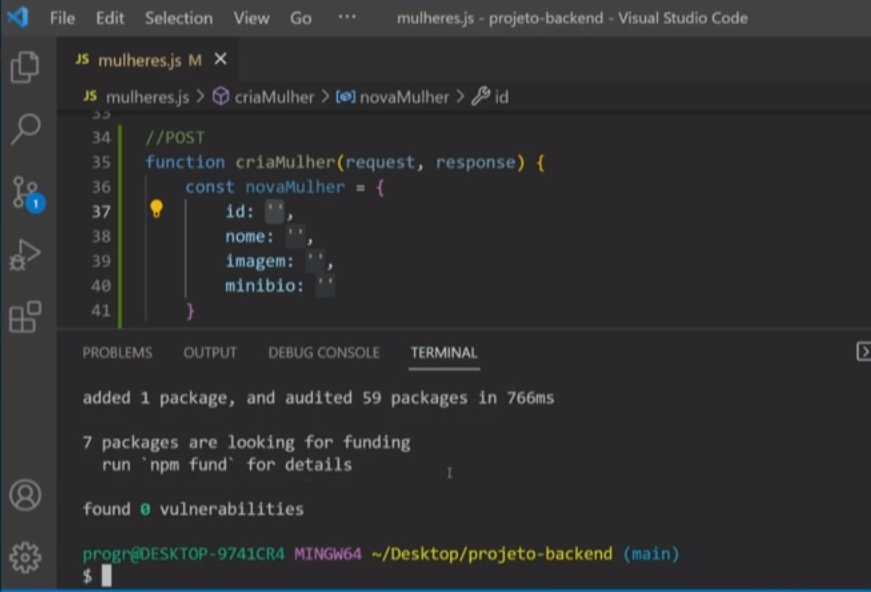 File Edit Selection View Go ··· mulheres.js - projeto-backend - Visual Studio Code
JS mulheres.js M ×
JS mulheres.js > criaMulher > novaMulher > id
33
34 //POST
35 function criaMulher(request, response) {
36 const novaMulher = {
37 id: '',
38 nome: '',
39 imagem: '',
40 minibio: ''
41 }
1
PROBLEMS OUTPUT DEBUG CONSOLE TERMINAL
added 1 package, and audited 59 packages in 766ms
7 packages are looking for funding
run `npm fund` for details
found 0 vulnerabilities
progr@DESKTOP-9741CR4 MINGW64 ~/Desktop/projeto-backend (main)
$